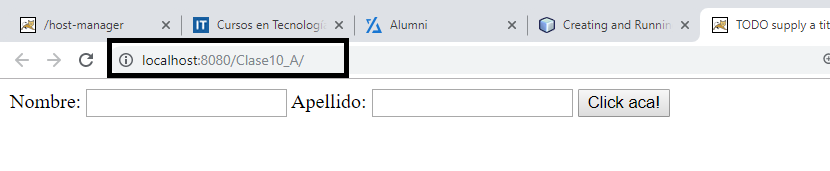 /host-manager
Cursos en Tecnologí
Alumni
Creating and Runnin
TODO supply a tit
localhost:8080/Clase10_A/
Nombre: Apellido: Click aca!